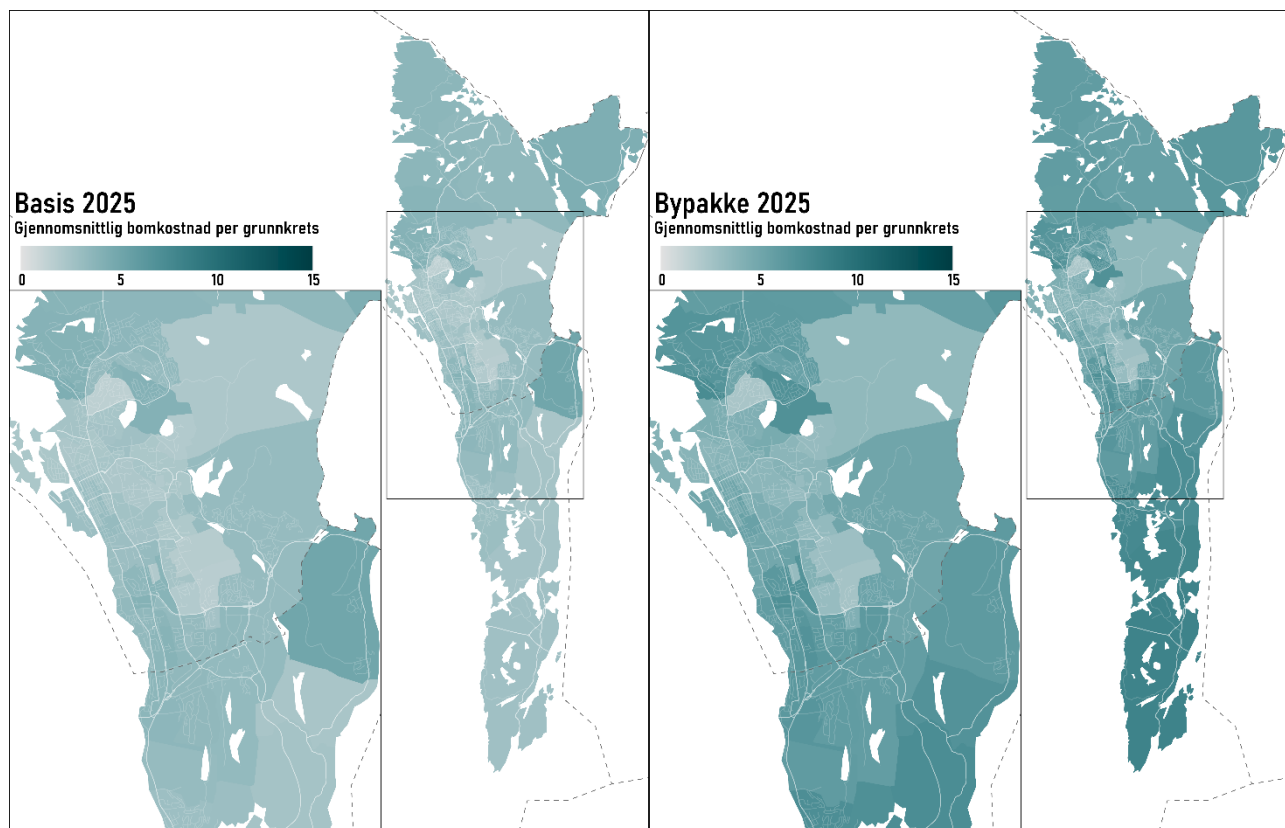 Basis 2025
Gjennomsnittlig bomkostnad per grunnkrets
0 5 10 15
Bypakke 2025
Gjennomsnittlig bomkostnad per grunnkrets
0 5 10 15